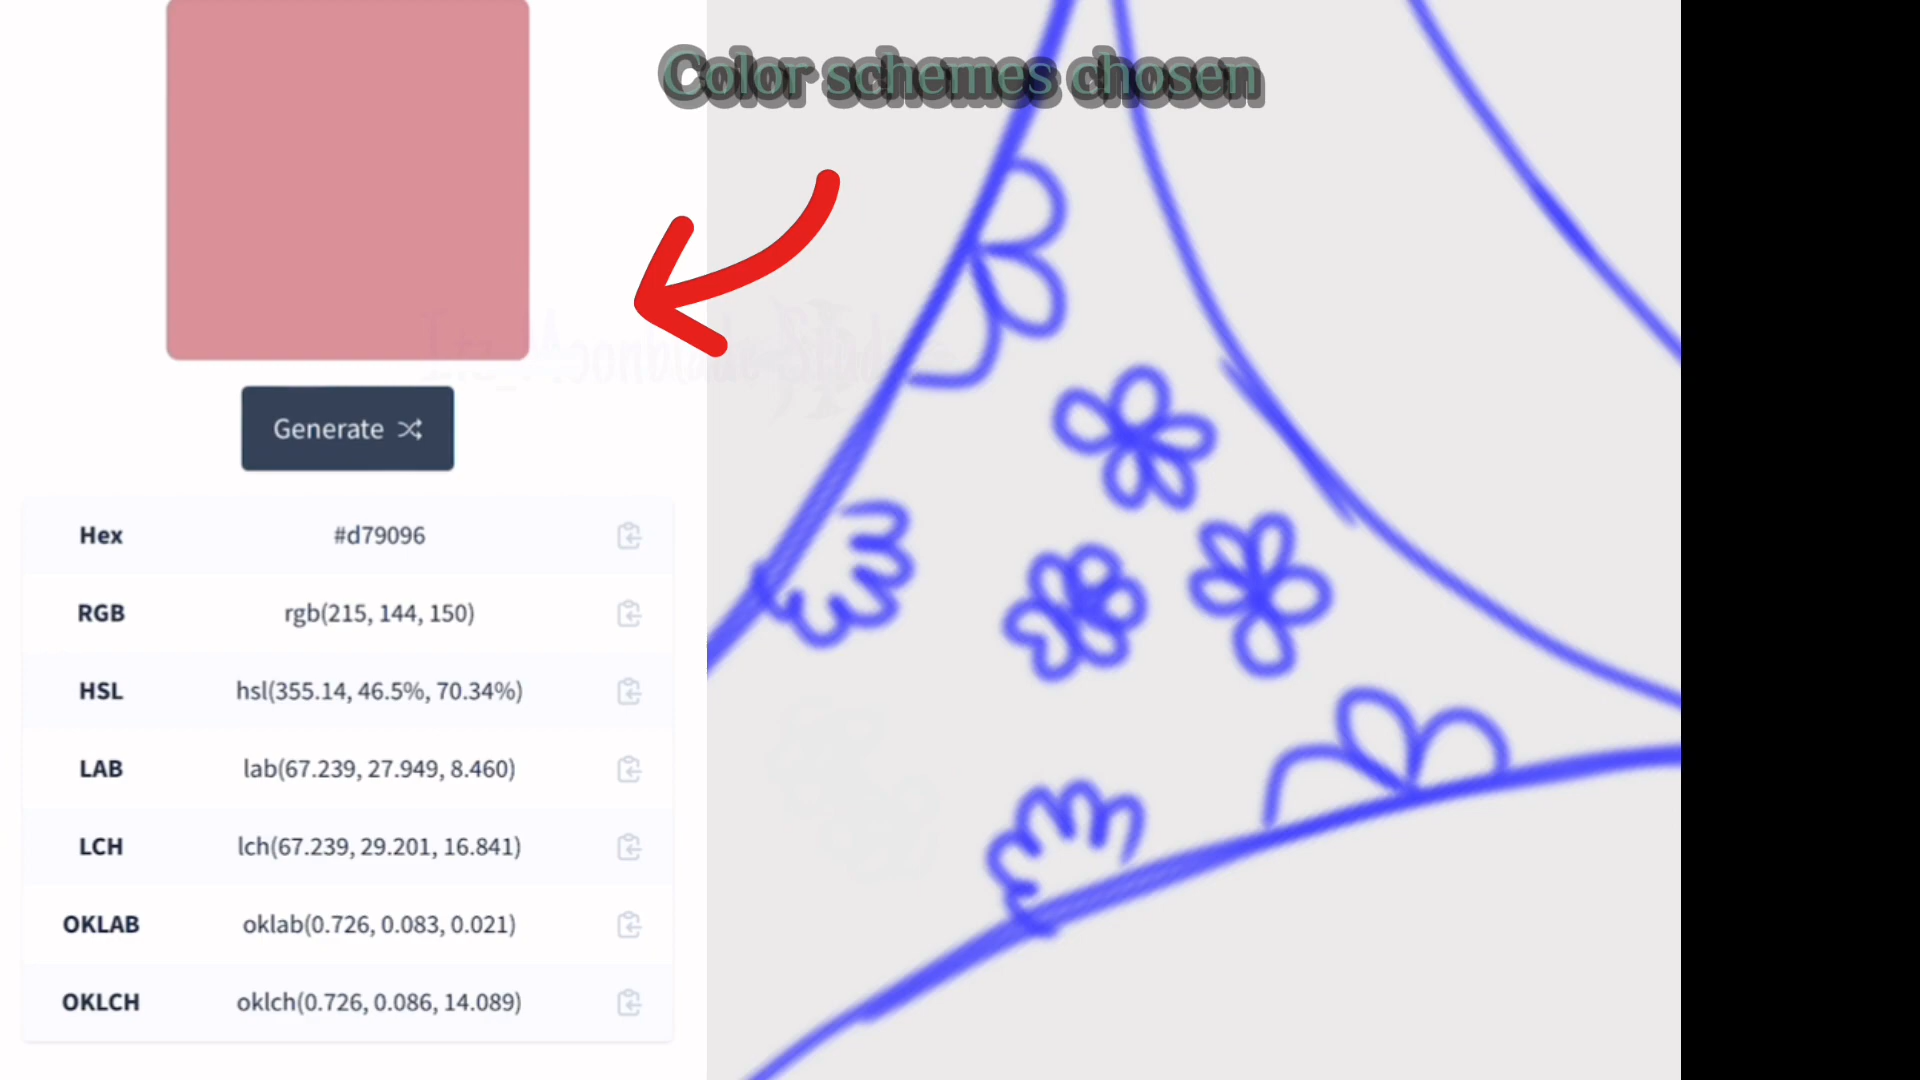 Color schemes chosen
Generate
Hex #d79096
RGB rgb(215, 144, 150)
HSL hsl(355.14, 46.5%, 70.34%)
LAB lab(67.239, 27.949, 8.460)
LCH lch(67.239, 29.201, 16.841)
OKLAB oklab(0.726, 0.083, 0.021)
OKLCH oklch(0.726, 0.086, 14.089)